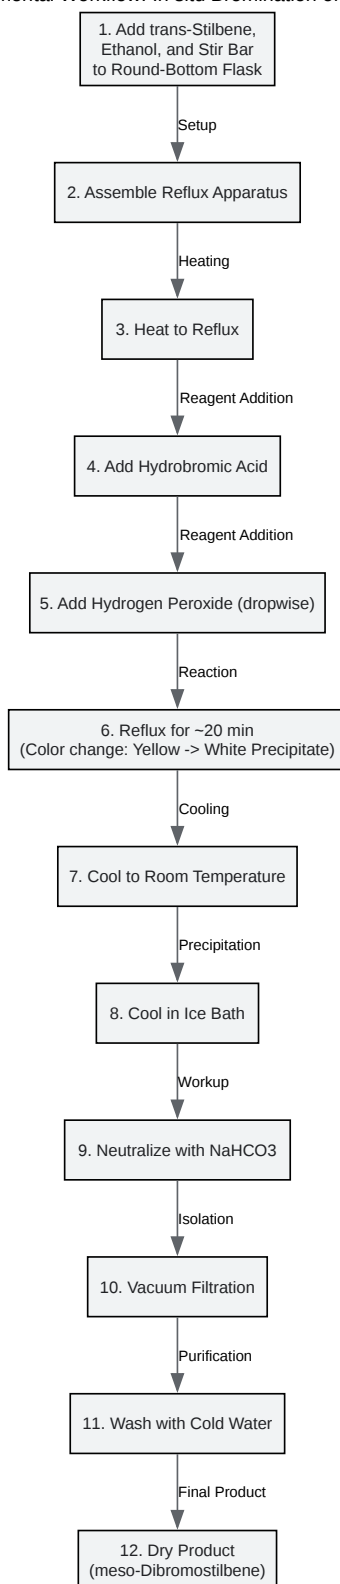 Workflow: In situ Bromination
1. Add trans-Stilbene,
Ethanol, and Stir Bar
to Round-Bottom Flask
Setup
2. Assemble Reflux Apparatus
Heating
3. Heat to Reflux
Reagent Addition
4. Add Hydrobromic Acid
Reagent Addition
5. Add Hydrogen Peroxide (dropwise)
Reaction
6. Reflux for ~20 min
(Color change: Yellow -> White Precipitate)
Cooling
7. Cool to Room Temperature
Precipitation
8. Cool in Ice Bath
Workup
9. Neutralize with NaHCO3
Isolation
10. Vacuum Filtration
Purification
11. Wash with Cold Water
Final Product
12. Dry Product
(meso-Dibromostilbene)